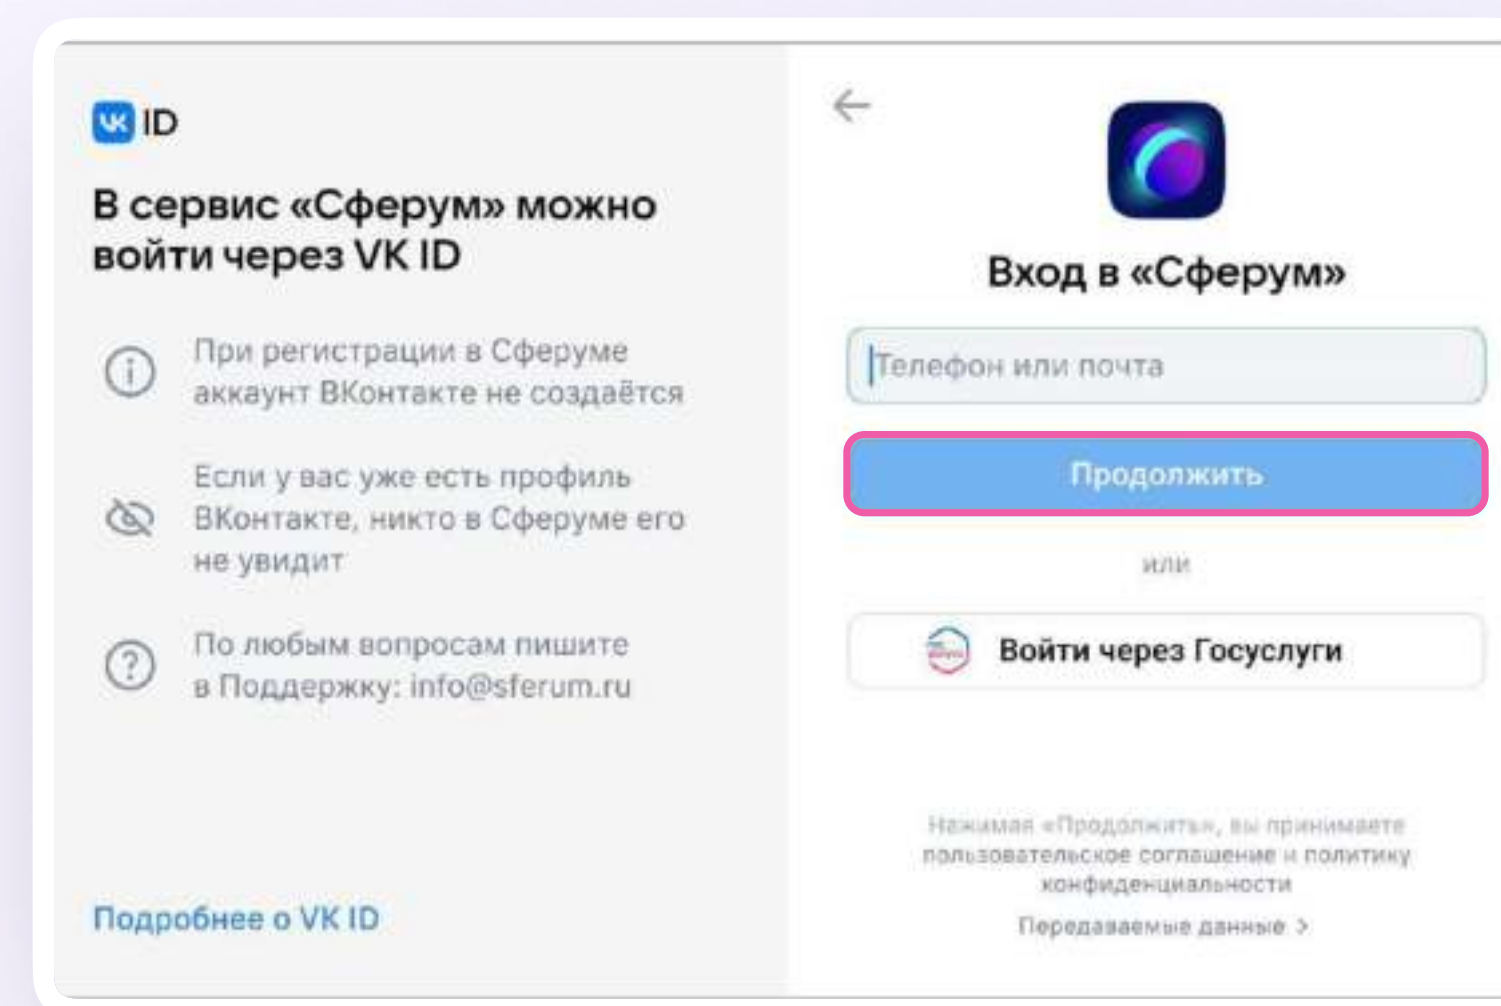 VK ID
В сервис «Сферум» можно
войти через VK ID
При регистрации в Сферуме
аккаунт ВКонтакте не создаётся
Если у вас уже есть профиль
ВКонтакте, никто в Сферуме его
не увидит
По любым вопросам пишите
в Поддержку: info@sferum.ru
Подробнее о VK ID
Вход в «Сферум»
Телефон или почта
Продолжить
или
Войти через Госуслуги
Нажимая «Продолжить», вы принимаете
пользовательское соглашение и политику
конфиденциальности
Передаваемые данные >